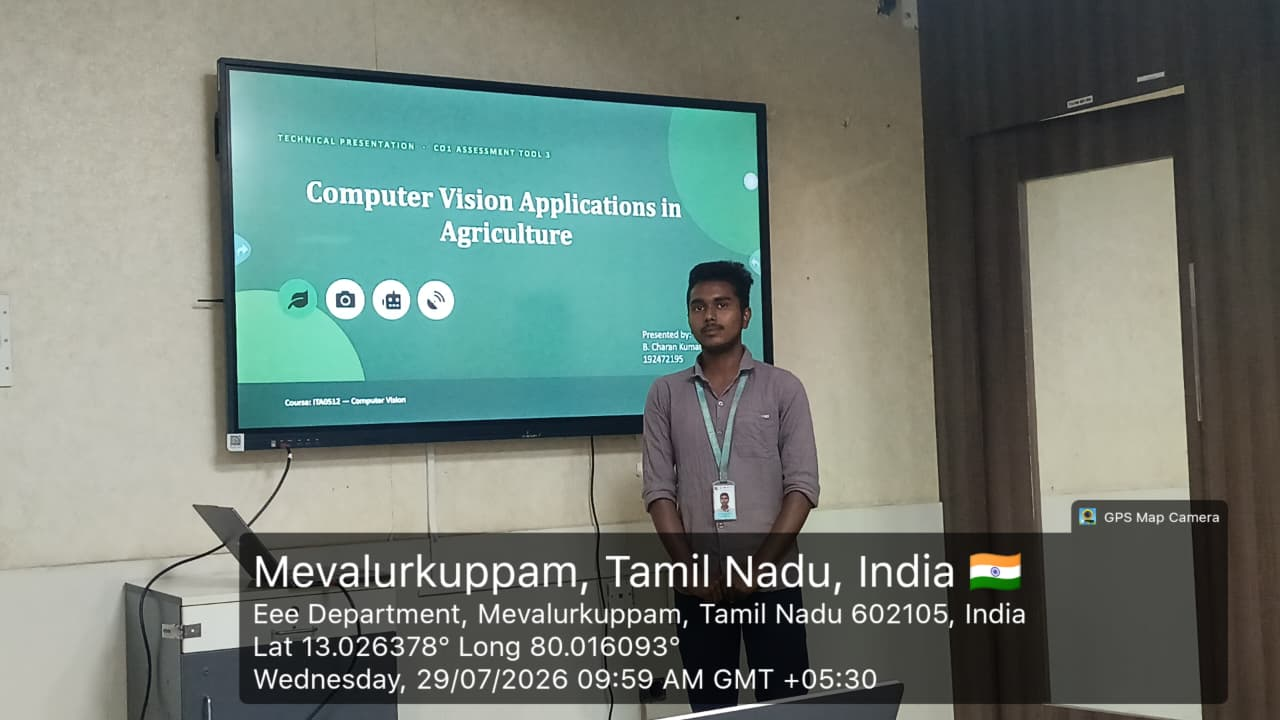 TECHNICAL PRESENTATION · CO1 ASSESSMENT TOOL 3
Computer Vision Applications in
Agriculture
Presented by:
B. Charan Kumar
192472195
Course: ITA0512 — Computer Vision
GPS Map Camera
Mevalurkuppam, Tamil Nadu, India 🇮🇳
Eee Department, Mevalurkuppam, Tamil Nadu 602105, India
Lat 13.026378° Long 80.016093°
Wednesday, 29/07/2026 09:59 AM GMT +05:30